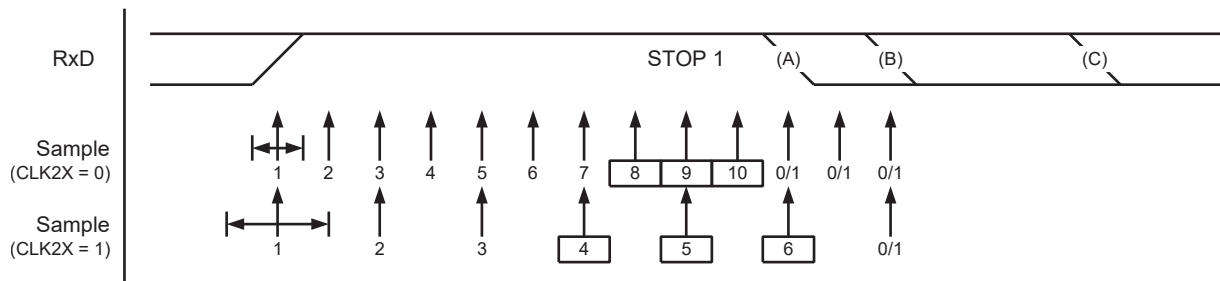 RxD STOP 1 (A) (B) (C)
Sample
(CLK2X = 0)
1 2 3 4 5 6 7 8 9 10 0/1 0/1 0/1
Sample
(CLK2X = 1)
1 2 3 4 5 6 0/1